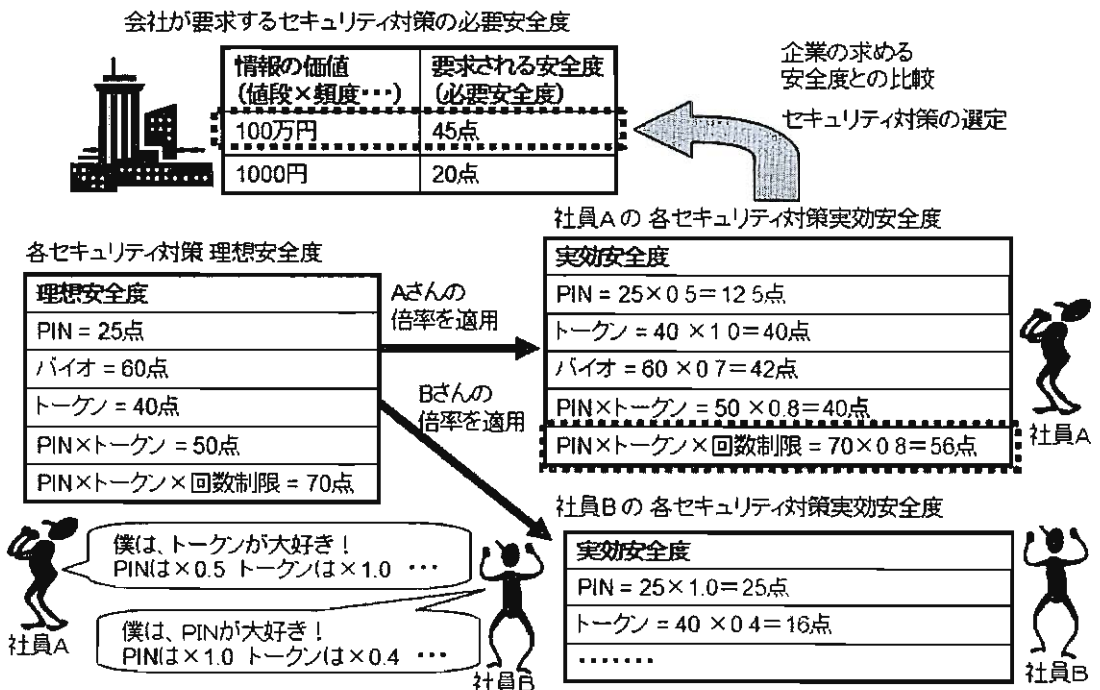 会社が要求するセキュリティ対策の必要安全度
情報の価値
(値段×頻度･･･)
要求される安全度
(必要安全度)
100万円
45点
1000円
20点
企業の求める
安全度との比較
セキュリティ対策の選定
各セキュリティ対策 理想安全度
理想安全度
PIN = 25点
バイオ = 60点
トークン = 40点
PIN×トークン = 50点
PIN×トークン×回数制限 = 70点
Aさんの
倍率を適用
Bさんの
倍率を適用
社員Aの 各セキュリティ対策実効安全度
実効安全度
PIN = 25×0 5=12 5点
トークン = 40 ×1 0=40点
バイオ = 60 ×0 7=42点
PIN×トークン = 50 ×0.8=40点
PIN×トークン×回数制限 = 70×0 8=56点
社員A
社員Bの 各セキュリティ対策実効安全度
実効安全度
PIN = 25×1.0=25点
トークン = 40 ×0 4=16点
･･･････
社員B
僕は、トークンが大好き!
PINは×0.5 トークンは×1.0 ･･･
社員A
僕は、PINが大好き!
PINは×1.0 トークンは×0.4 ･･･
社員B